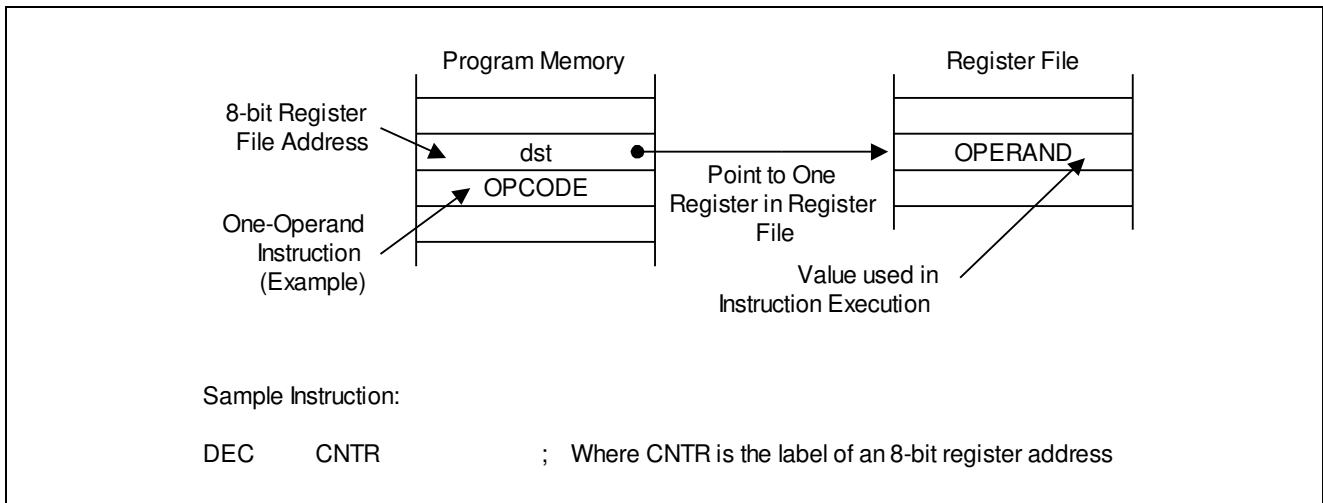 Program Memory
Register File
8-bit Register
File Address
dst
OPERAND
OPCODE
Point to One
Register in Register
File
One-Operand
Instruction
(Example)
Value used in
Instruction Execution
Sample Instruction:
DEC CNTR ; Where CNTR is the label of an 8-bit register address